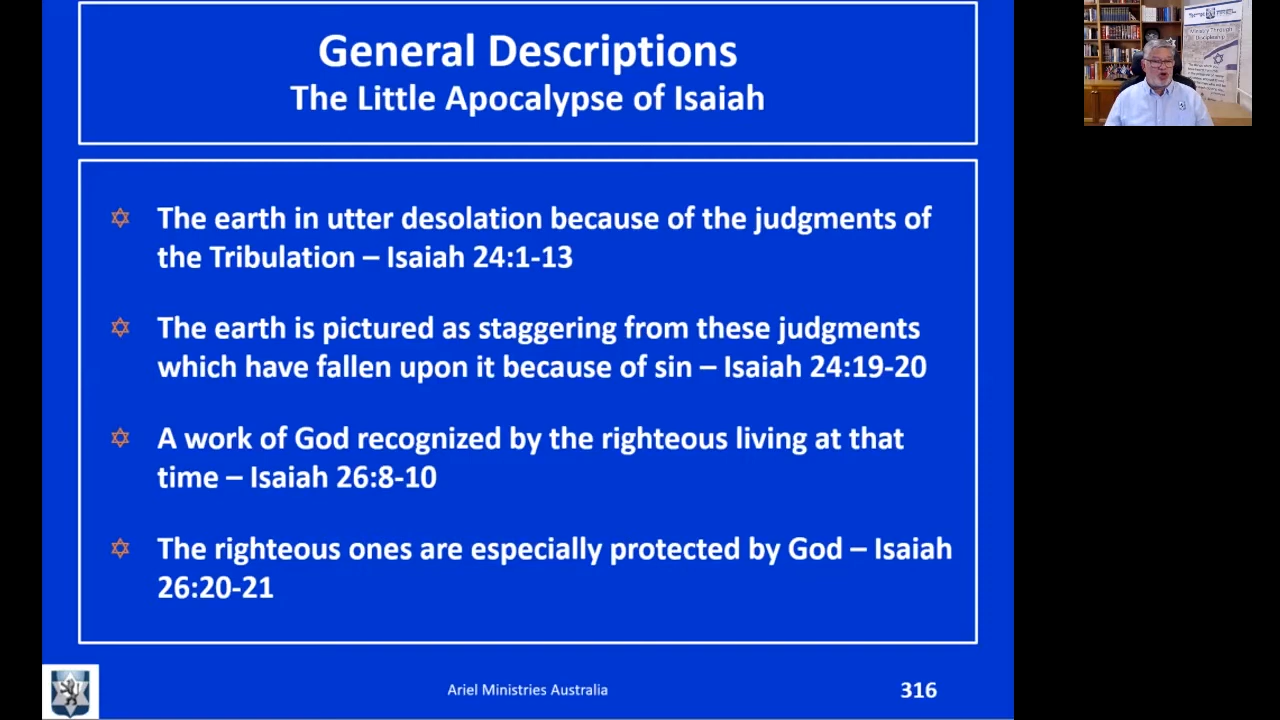 General Descriptions
The Little Apocalypse of Isaiah
The earth in utter desolation because of the judgments of
the Tribulation – Isaiah 24:1-13
The earth is pictured as staggering from these judgments
which have fallen upon it because of sin – Isaiah 24:19-20
A work of God recognized by the righteous living at that
time – Isaiah 26:8-10
The righteous ones are especially protected by God – Isaiah
26:20-21
Ariel Ministries Australia
316
Ministry Through
Discipleship